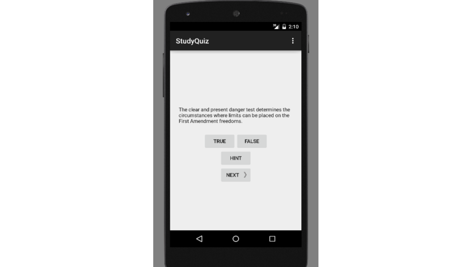 2:10
StudyQuiz
The clear and present danger test determines the
circumstances where limits can be placed on the
First Amendment freedoms.
TRUE FALSE
HINT
NEXT